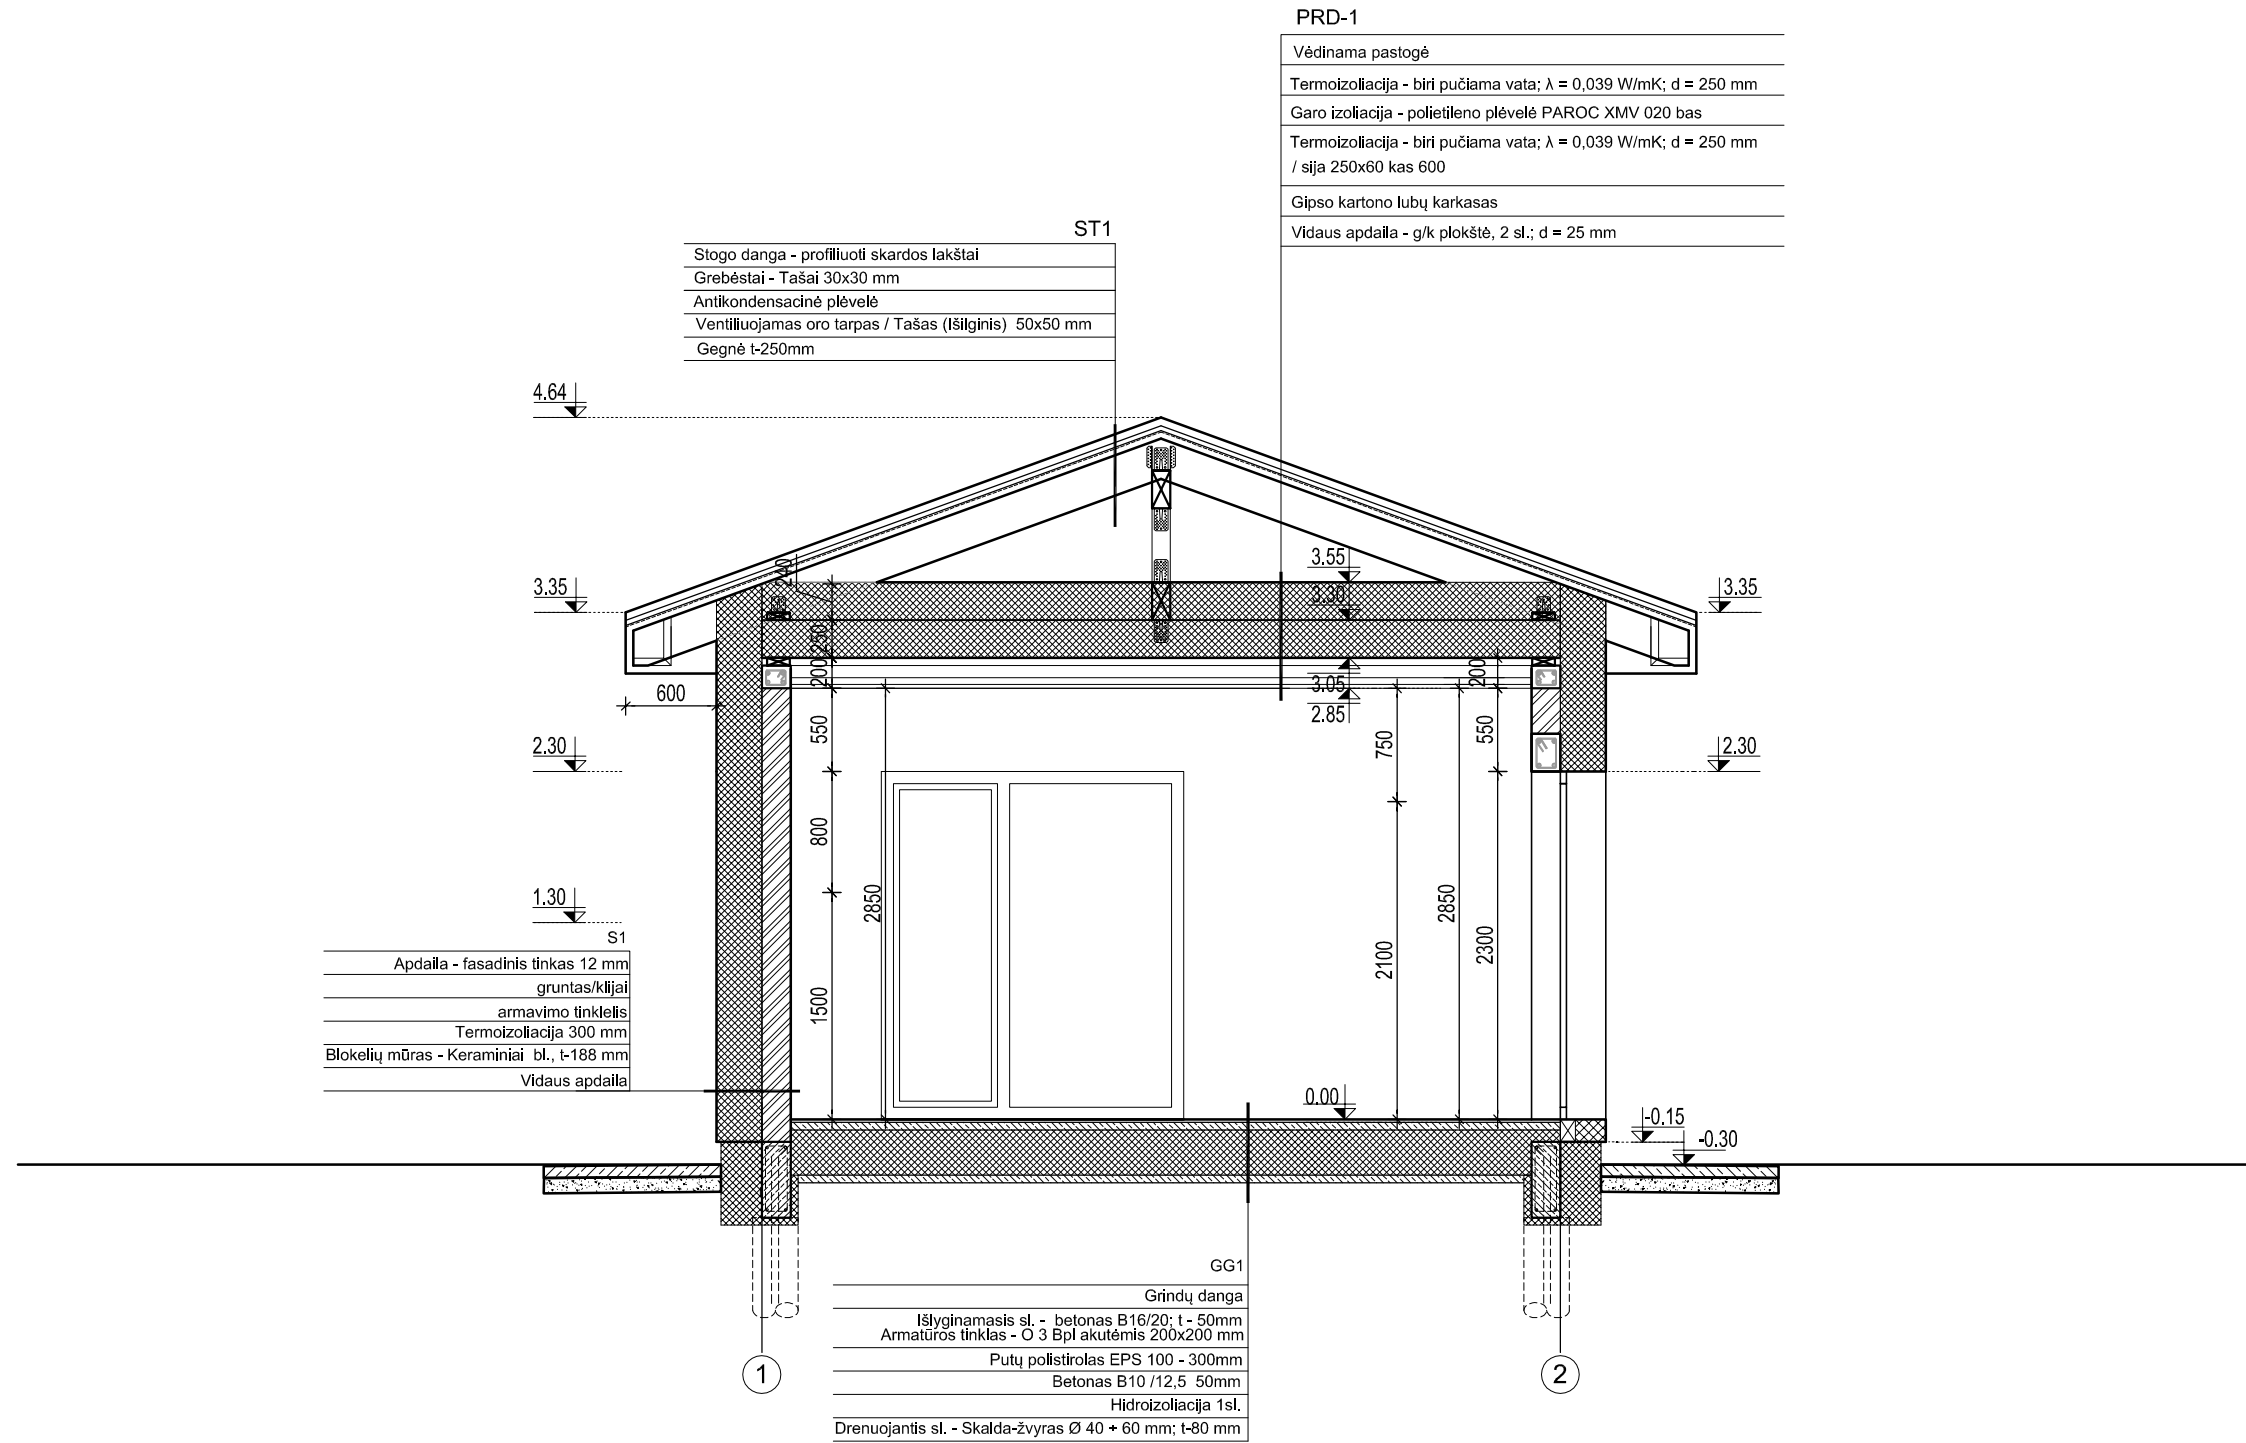 PRD-1
Vėdinama pastogė
Termoizoliacija - biri pučiama vata; λ = 0,039 W/mK; d = 250 mm
Garo izoliacija - polietileno plėvelė PAROC XMV 020 bas
Termoizoliacija - biri pučiama vata; λ = 0,039 W/mK; d = 250 mm
/ sija 250x60 kas 600
Gipso kartono lubų karkasas
Vidaus apdaila - g/k plokštė, 2 sl.; d = 25 mm
ST1
Stogo danga - profiliuoti skardos lakštai
Grebėstai - Tašai 30x30 mm
Antikondensacinė plėvelė
Ventiliuojamas oro tarpas / Tašas (Išilginis) 50x50 mm
Gegnė t-250mm
4.64
3.35
2.30
1.30
600
240
250
200
550
800
1500
2850
3.55
3.30
3.05
2.85
750
2100
2850
200
550
2300
3.35
2.30
0.00
-0.15
-0.30
S1
Apdaila - fasadinis tinkas 12 mm
gruntas/klijai
armavimo tinklelis
Termoizoliacija 300 mm
Blokelių mūras - Keraminiai bl., t-188 mm
Vidaus apdaila
GG1
Grindų danga
Išlyginamasis sl. - betonas B16/20; t - 50mm
Armatūros tinklas - O 3 Bpl akutėmis 200x200 mm
Putų polistirolas EPS 100 - 300mm
Betonas B10 /12,5 50mm
Hidroizoliacija 1sl.
Drenuojantis sl. - Skalda-žvyras Ø 40 + 60 mm; t-80 mm
1
2